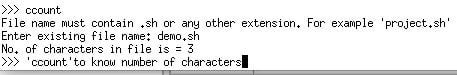 >>> ccount
File name must contain .sh or any other extension. For example 'project.sh'
Enter existing file name: demo.sh
No. of characters in file is = 3
>>> 'ccount'to know number of characters